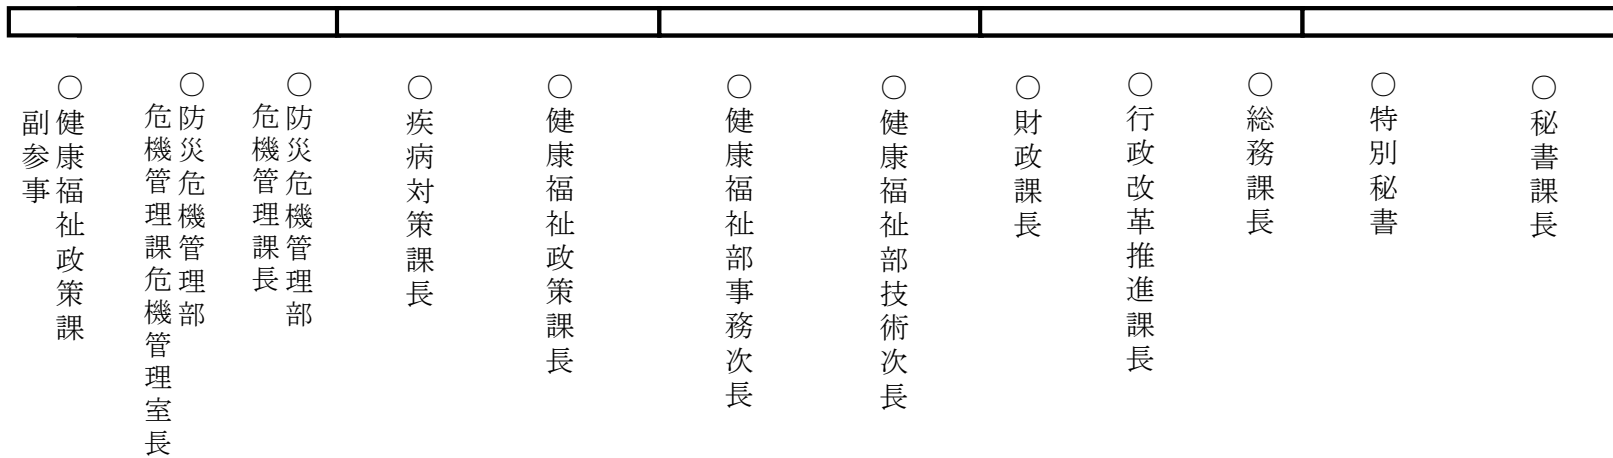 ○秘書課長
○特別秘書
○総務課長
○行政改革推進課長
○財政課長
○健康福祉部技術次長
○健康福祉部事務次長
○健康福祉政策課長
○疾病対策課長
○防災危機管理部
危機管理課長
○防災危機管理部
危機管理課危機管理室長
○健康福祉政策課
副参事